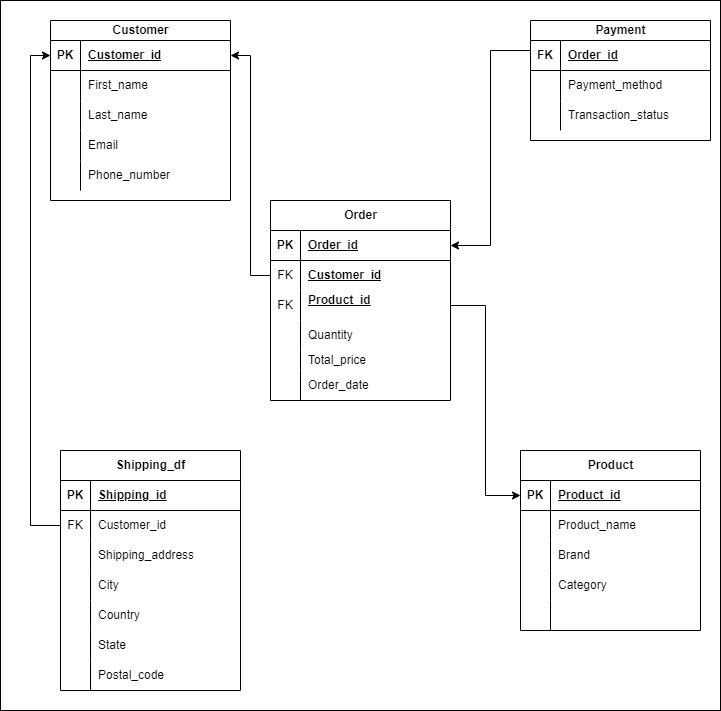 Customer
PK Customer_id
First_name
Last_name
Email
Phone_number
Payment
FK Order_id
Payment_method
Transaction_status
Order
PK Order_id
FK Customer_id
FK Product_id
Quantity
Total_price
Order_date
Shipping_df
PK Shipping_id
FK Customer_id
Shipping_address
City
Country
State
Postal_code
Product
PK Product_id
Product_name
Brand
Category